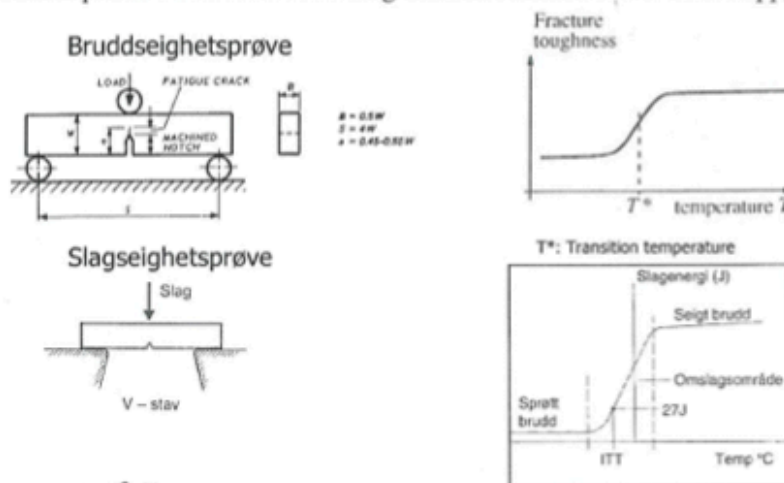 Bruddseighetsprøve
LOAD
FATIGUE CRACK
B
W
a
MACHINED
NOTCH
S
B = 0.5W
S = 4W
a = 0.45-0.50W
Fracture
toughness
T*
temperature T
T*: Transition temperature
Slagseighetsprøve
Slag
V – stav
Slagenergi (J)
Seigt brudd
Omslagsområde
Sprøtt
brudd
27J
ITT
Temp °C